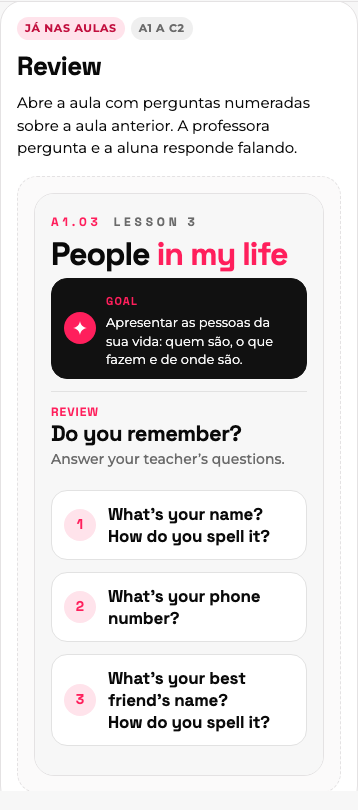 JÁ NAS AULAS
A1 A C2
Review
Abre a aula com perguntas numeradas
sobre a aula anterior. A professora
pergunta e a aluna responde falando.
A1.03 LESSON 3
People in my life
GOAL
Apresentar as pessoas da
sua vida: quem são, o que
fazem e de onde são.
REVIEW
Do you remember?
Answer your teacher's questions.
1
What's your name?
How do you spell it?
2
What's your phone
number?
3
What's your best
friend's name?
How do you spell it?